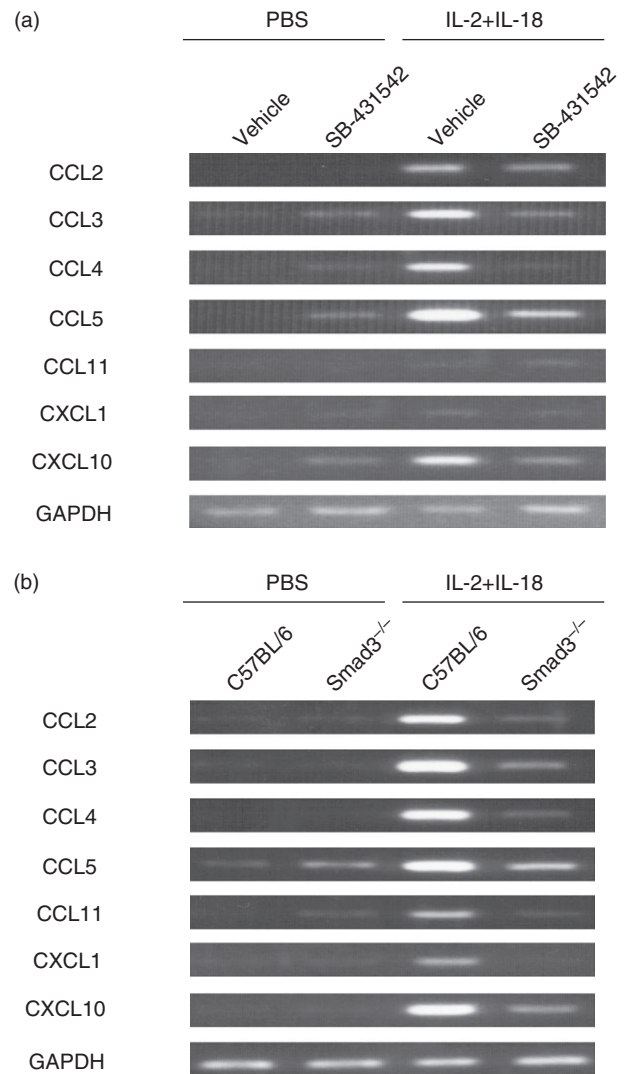 (a)
PBS IL-2+IL-18
Vehicle SB-431542 Vehicle SB-431542
CCL2
CCL3
CCL4
CCL5
CCL11
CXCL1
CXCL10
GAPDH
(b)
PBS IL-2+IL-18
C57BL/6 Smad3⁻/⁻ C57BL/6 Smad3⁻/⁻
CCL2
CCL3
CCL4
CCL5
CCL11
CXCL1
CXCL10
GAPDH